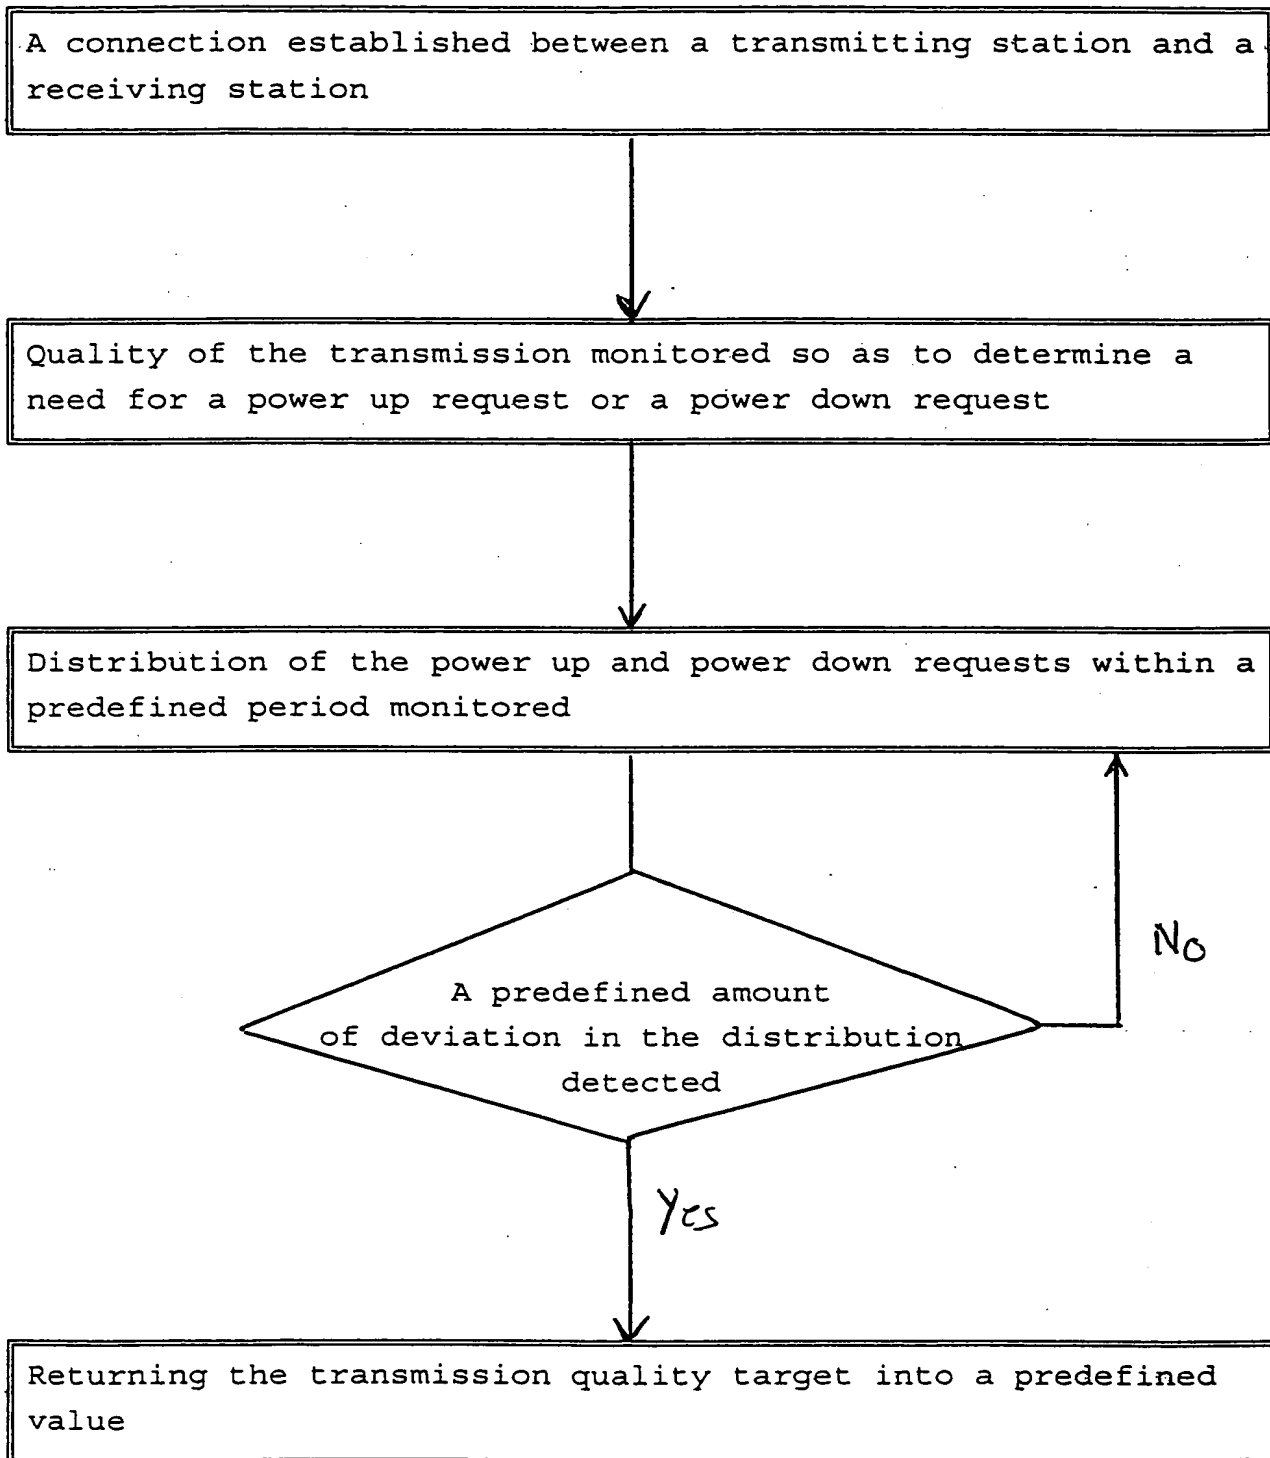 A connection established between a transmitting station and a
receiving station
Quality of the transmission monitored so as to determine a
need for a power up request or a power down request
Distribution of the power up and power down requests within a
predefined period monitored
No
A predefined amount
of deviation in the distribution
detected
Yes
Returning the transmission quality target into a predefined
value